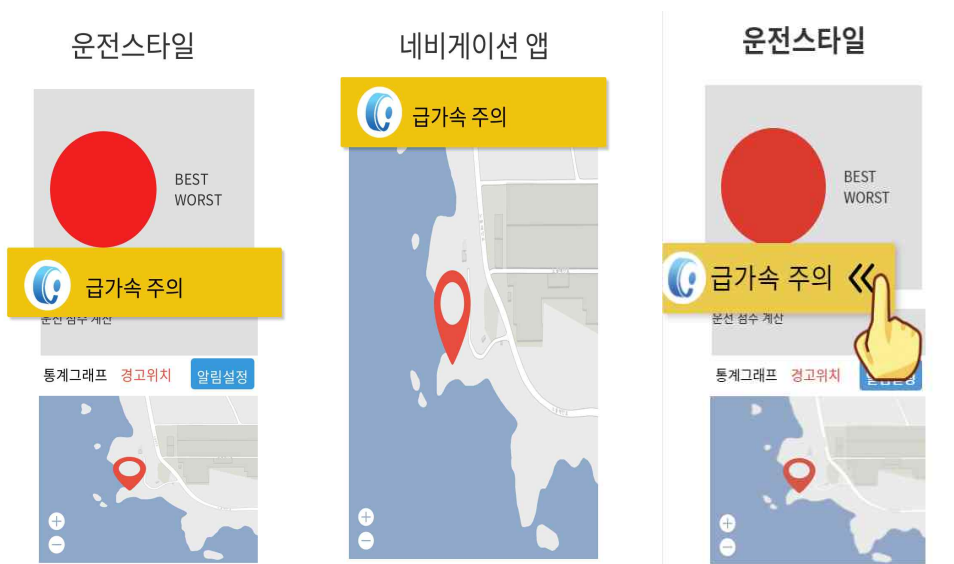 운전스타일
BEST
WORST
급가속 주의
운전 점수 계산
통계그래프 경고위치 알림설정
네비게이션 앱
급가속 주의
운전스타일
BEST
WORST
급가속 주의
운전 점수 계산
통계그래프 경고위치